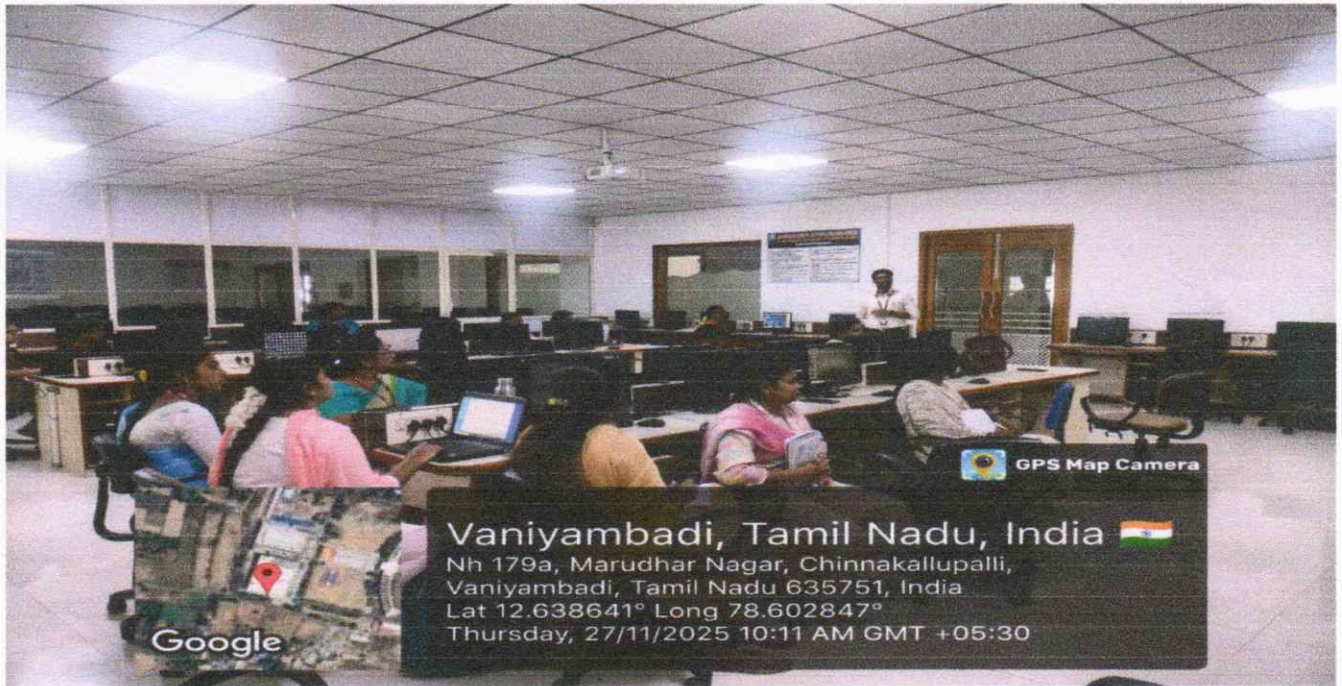 GPS Map Camera
Vaniyambadi, Tamil Nadu, India
Nh 179a, Marudhar Nagar, Chinnakallupalli,
Vaniyambadi, Tamil Nadu 635751, India
Lat 12.638641° Long 78.602847°
Thursday, 27/11/2025 10:11 AM GMT +05:30
Google